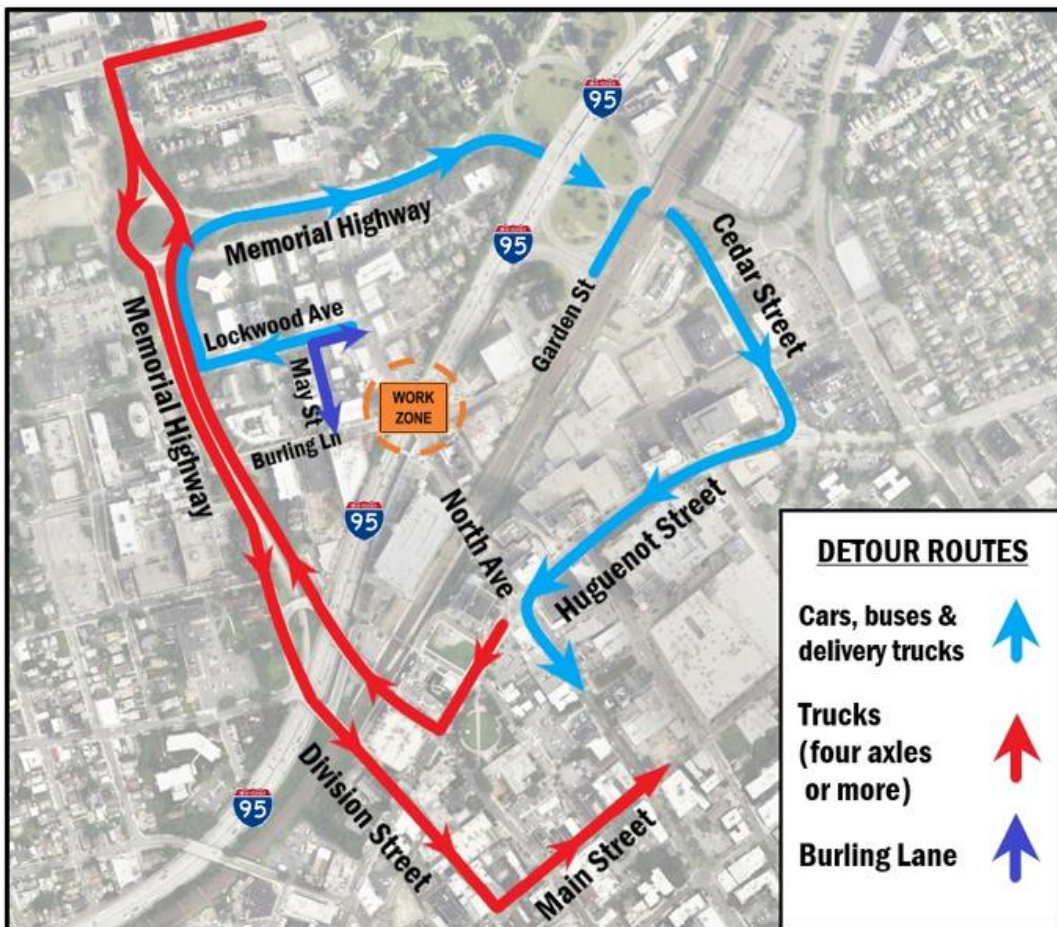 95
Memorial Highway
95
Cedar Street
Lockwood Ave
Garden St
Memorial Highway
May St
WORK
ZONE
Burling Ln
95
North Ave
Huguenot Street
95
Division Street
Main Street
DETOUR ROUTES
Cars, buses &
delivery trucks
Trucks
(four axles
or more)
Burling Lane